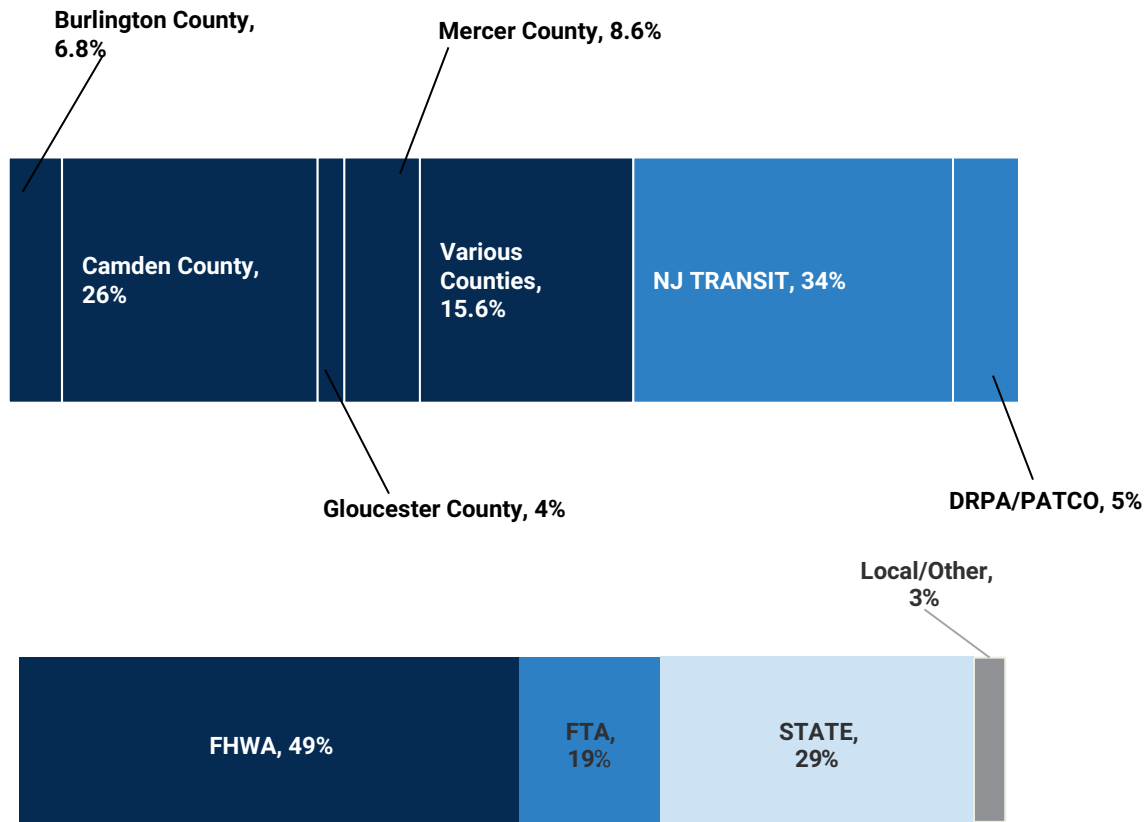 Burlington County,
6.8%
Mercer County, 8.6%
Camden County,
26%
Various
Counties,
15.6%
NJ TRANSIT, 34%
Gloucester County, 4%
DRPA/PATCO, 5%
Local/Other,
3%
FHWA, 49%
FTA,
19%
STATE,
29%